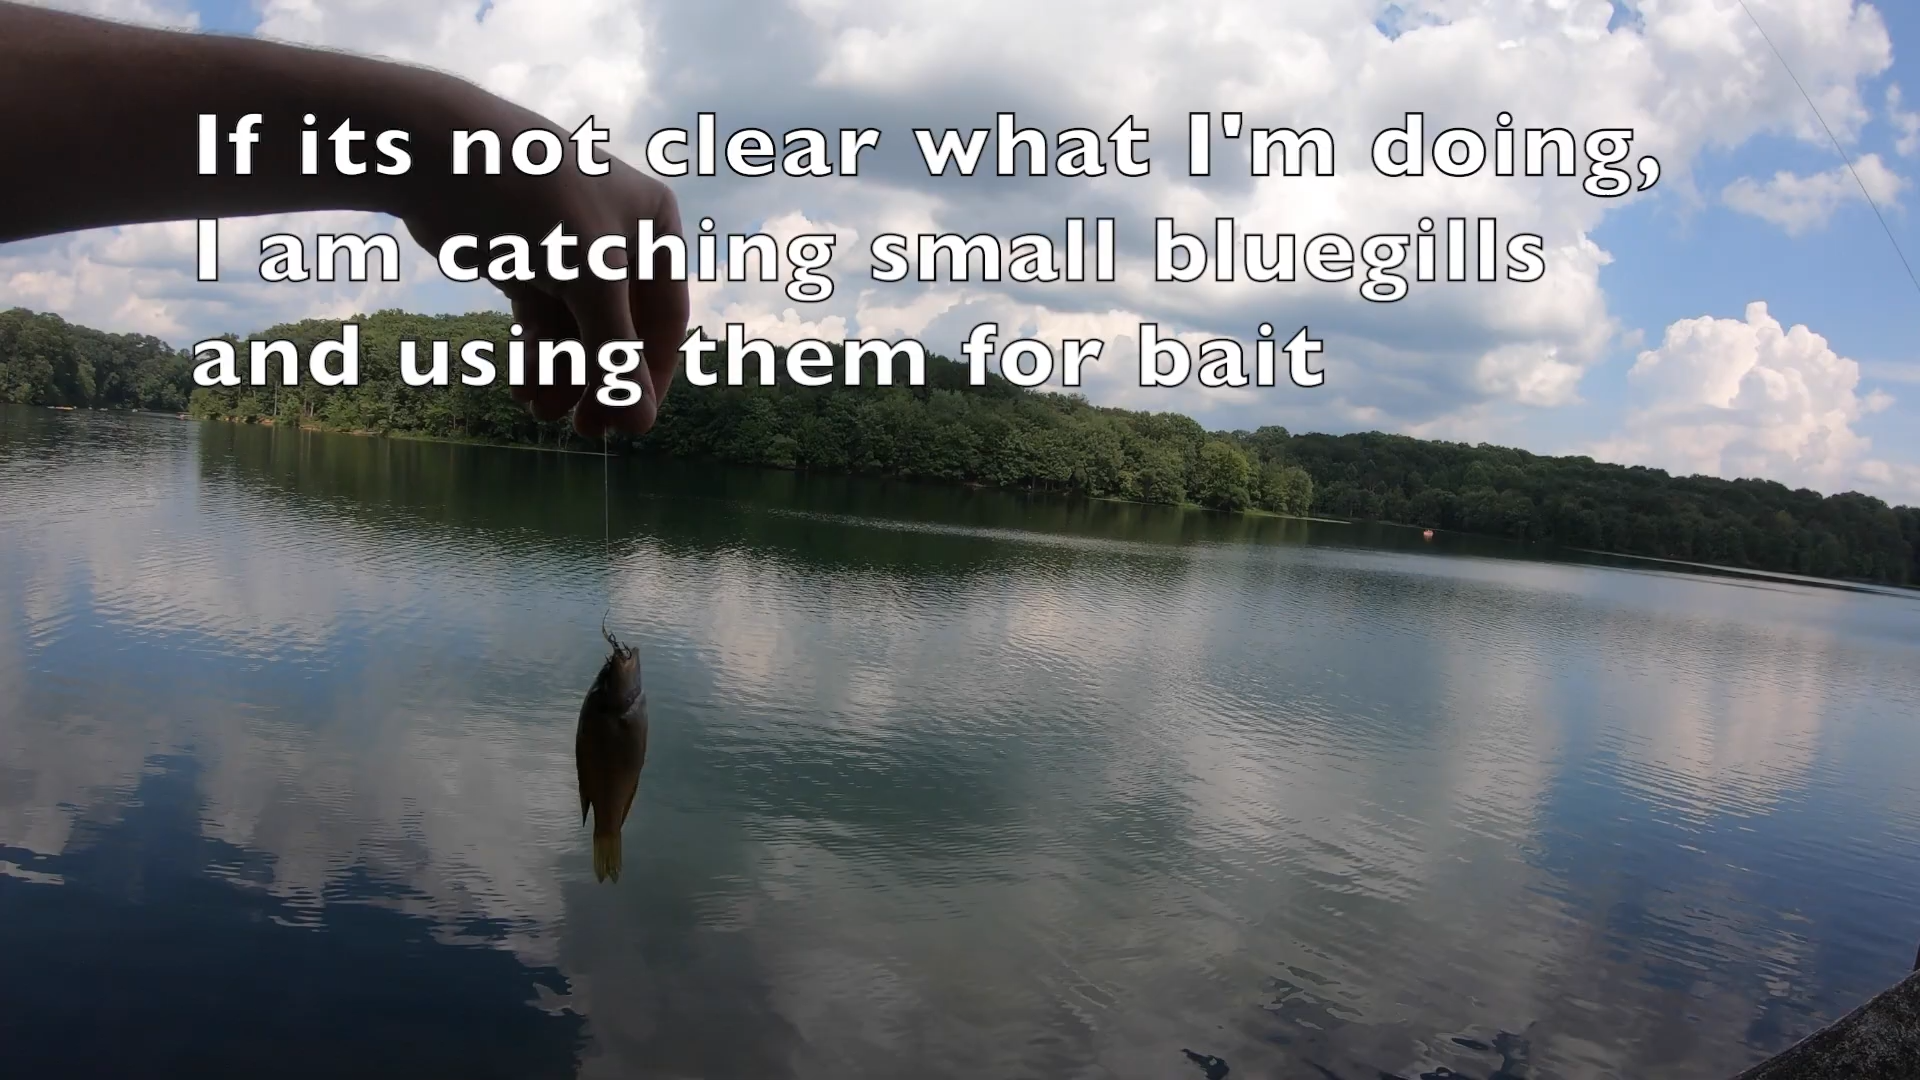 If its not clear what I'm doing,
I am catching small bluegills
and using them for bait